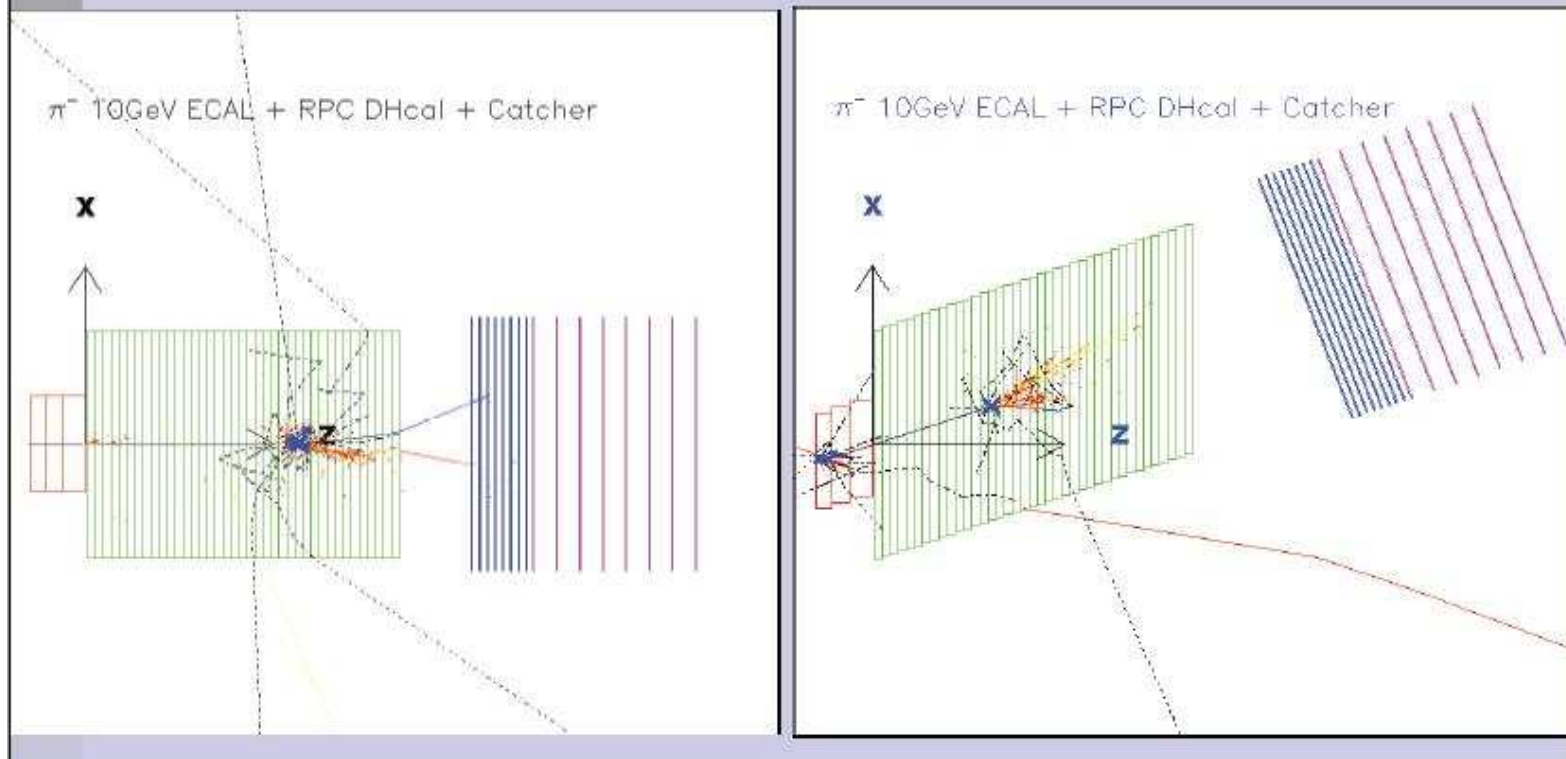 π⁻ 10GeV ECAL + RPC DHcal + Catcher
X
Z
π⁻ 10GeV ECAL + RPC DHcal + Catcher
X
Z